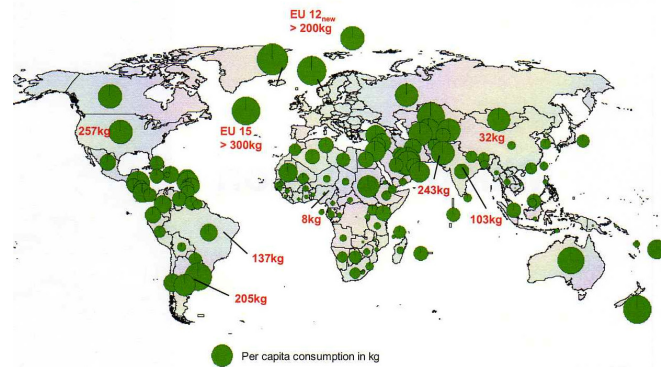 EU 12new
> 200kg
257kg
EU 15
> 300kg
32kg
243kg
103kg
8kg
137kg
205kg
Per capita consumption in kg